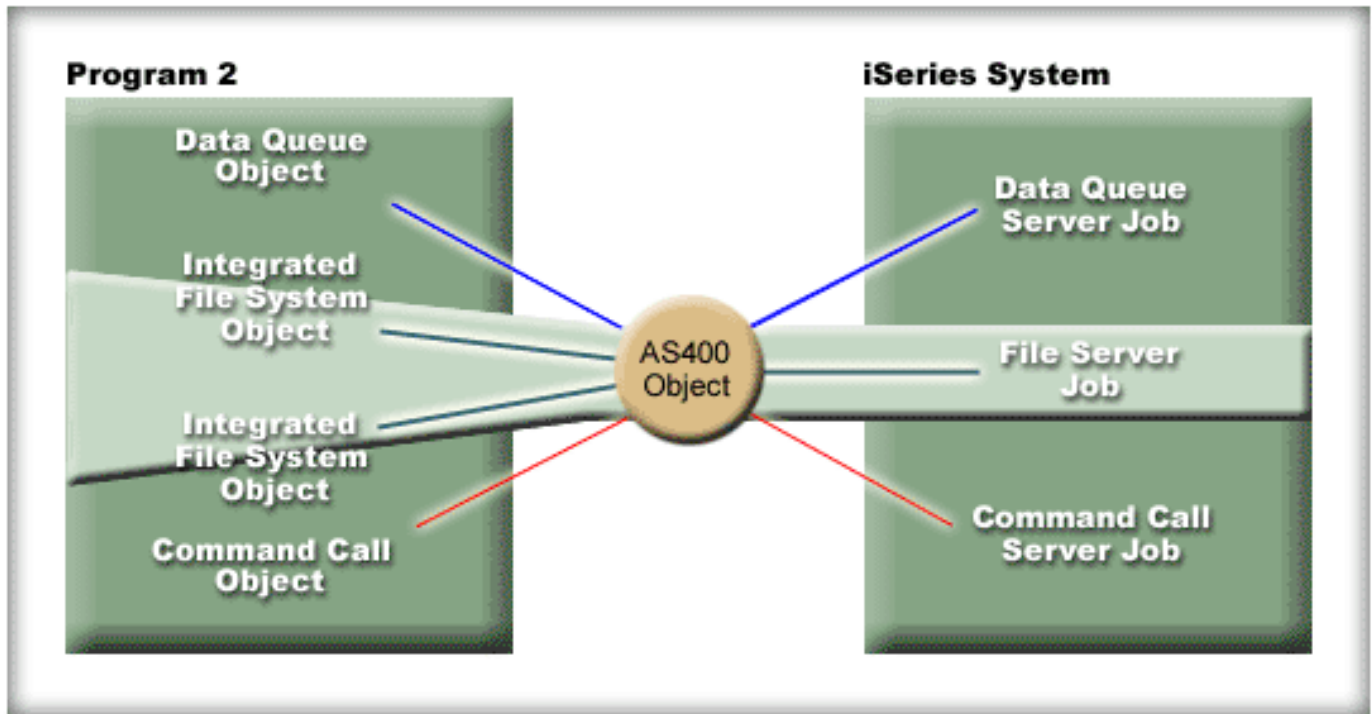 Program 2
Data Queue
Object
Integrated
File System
Object
Integrated
File System
Object
Command Call
Object
AS400
Object
iSeries System
Data Queue
Server Job
File Server
Job
Command Call
Server Job